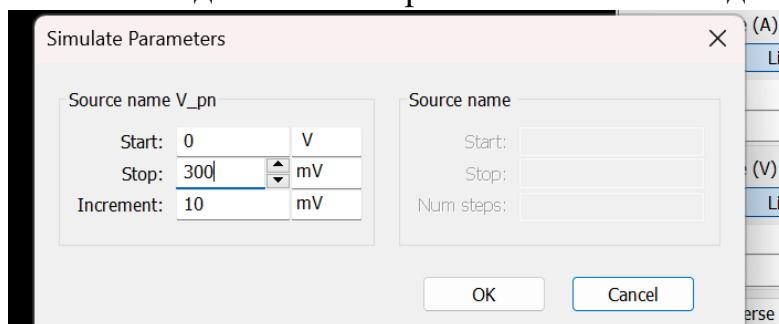 Simulate Parameters
(A)
Li
Source name V_pn
Source name
Start: 0 V
Start:
Stop: 300 mV
Stop:
(V)
Increment: 10 mV
Num steps:
Li
OK
Cancel
erse